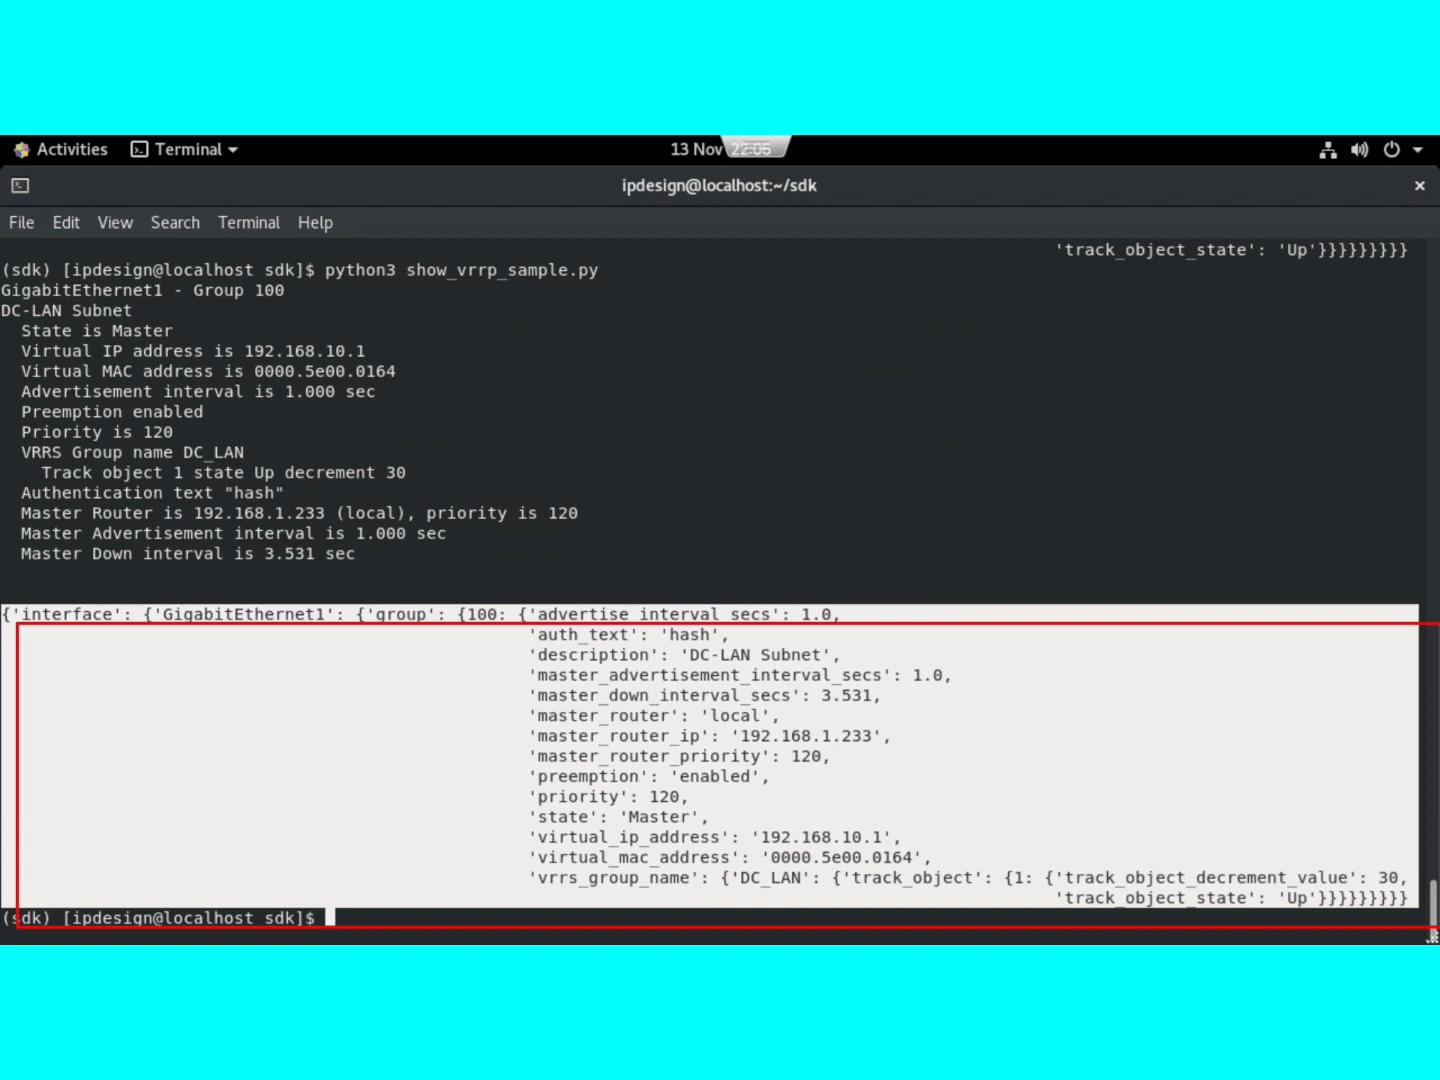 Activities Terminal 13 Nov 22:06
ipdesign@localhost:~/sdk
File Edit View Search Terminal Help
'track_object_state': 'Up'}}}}}}}}}
(sdk) [ipdesign@localhost sdk]$ python3 show_vrrp_sample.py
GigabitEthernet1 - Group 100
DC-LAN Subnet
State is Master
Virtual IP address is 192.168.10.1
Virtual MAC address is 0000.5e00.0164
Advertisement interval is 1.000 sec
Preemption enabled
Priority is 120
VRRS Group name DC_LAN
Track object 1 state Up decrement 30
Authentication text "hash"
Master Router is 192.168.1.233 (local), priority is 120
Master Advertisement interval is 1.000 sec
Master Down interval is 3.531 sec
{'interface': {'GigabitEthernet1': {'group': {100: {'advertise_interval_secs': 1.0,
'auth_text': 'hash',
'description': 'DC-LAN Subnet',
'master_advertisement_interval_secs': 1.0,
'master_down_interval_secs': 3.531,
'master_router': 'local',
'master_router_ip': '192.168.1.233',
'master_router_priority': 120,
'preemption': 'enabled',
'priority': 120,
'state': 'Master',
'virtual_ip_address': '192.168.10.1',
'virtual_mac_address': '0000.5e00.0164',
'vrrs_group_name': {'DC_LAN': {'track_object': {1: {'track_object_decrement_value': 30,
'track_object_state': 'Up'}}}}}}}}}
(sdk) [ipdesign@localhost sdk]$